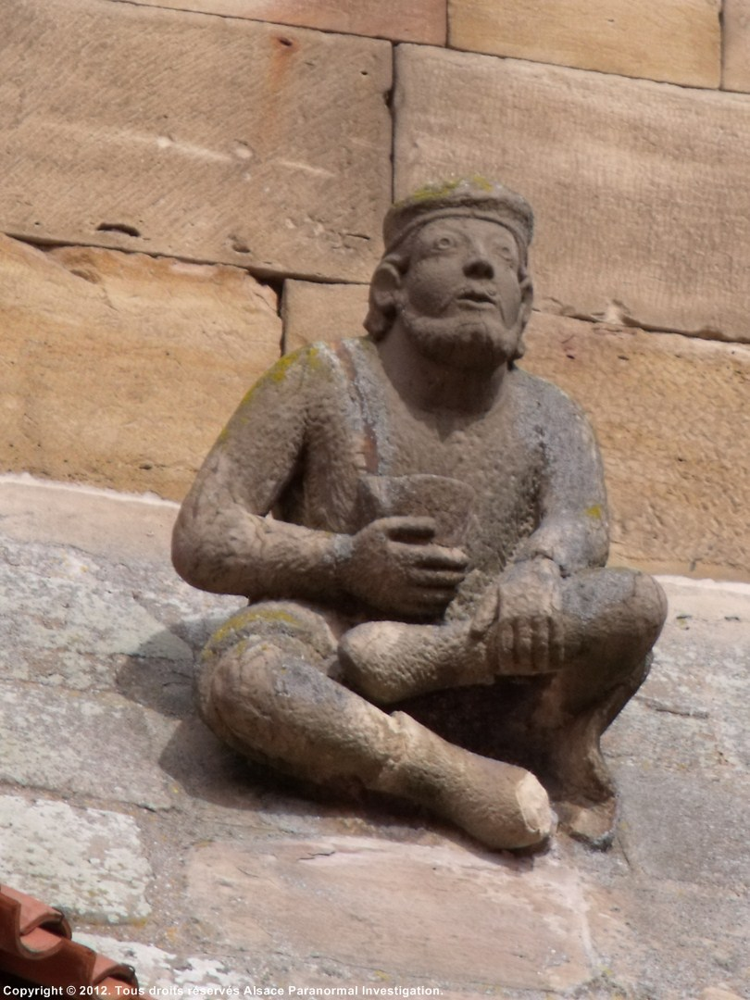 Copyright © 2012. Tous droits réservés Alsace Paranormal Investigation.